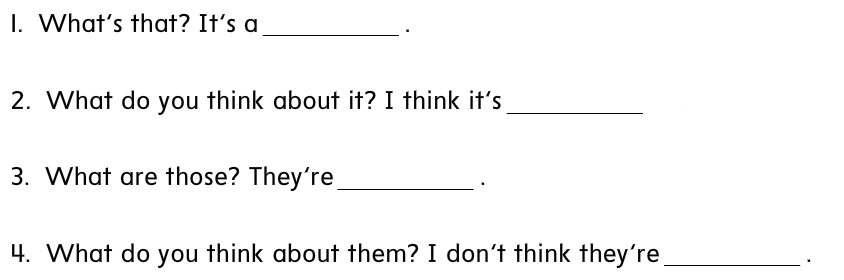 1. What's that? It's a __________ .
2. What do you think about it? I think it's __________
3. What are those? They're __________ .
4. What do you think about them? I don't think they're __________ .